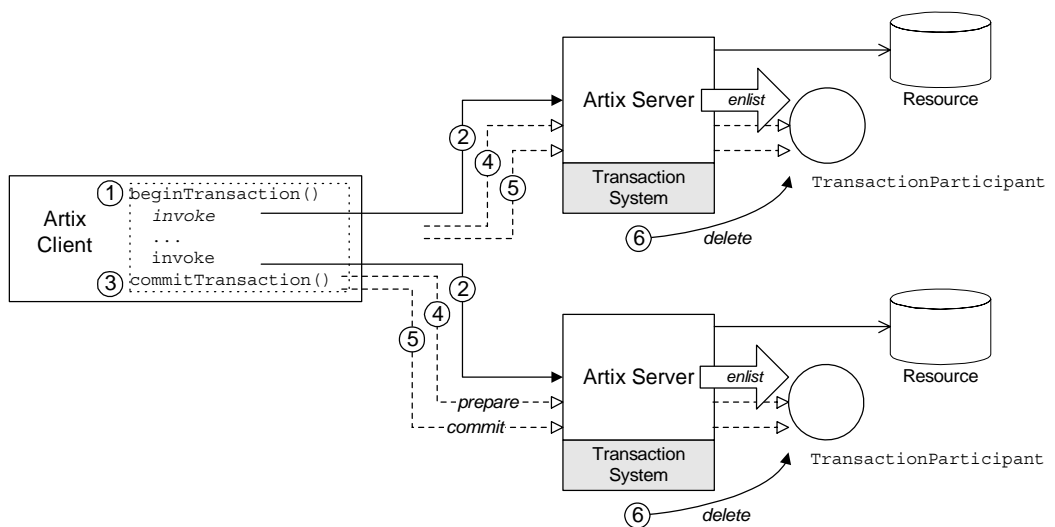 Artix Server
enlist
Resource
2
4
5
Transaction
System
TransactionParticipant
6
delete
Artix
Client
1
beginTransaction()
invoke
...
invoke
3
commitTransaction()
2
4
5
Artix Server
enlist
Resource
prepare
commit
Transaction
System
TransactionParticipant
6
delete